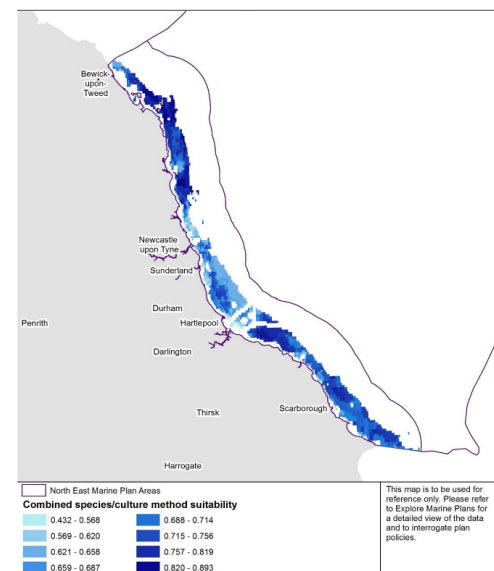 Bewick-
upon-
Tweed
Newcastle
upon Tyne
Sunderland
Durham
Penrith
Hartlepool
Darlington
Thirsk
Scarborough
Harrogate
North East Marine Plan Areas
Combined species/culture method suitability
0.432 - 0.568
0.569 - 0.620
0.621 - 0.658
0.659 - 0.687
0.688 - 0.714
0.715 - 0.756
0.757 - 0.819
0.820 - 0.893
This map is to be used for
reference only. Please refer
to Explore Marine Plans for
a detailed view of the data
and to interrogate plan
policies.